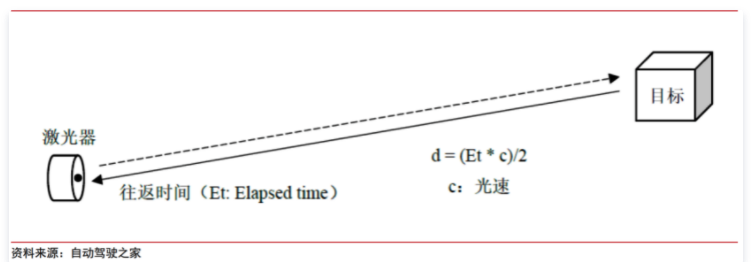 目标
激光器
d = (Et * c)/2
往返时间（Et: Elapsed time）
c：光速
资料来源：自动驾驶之家